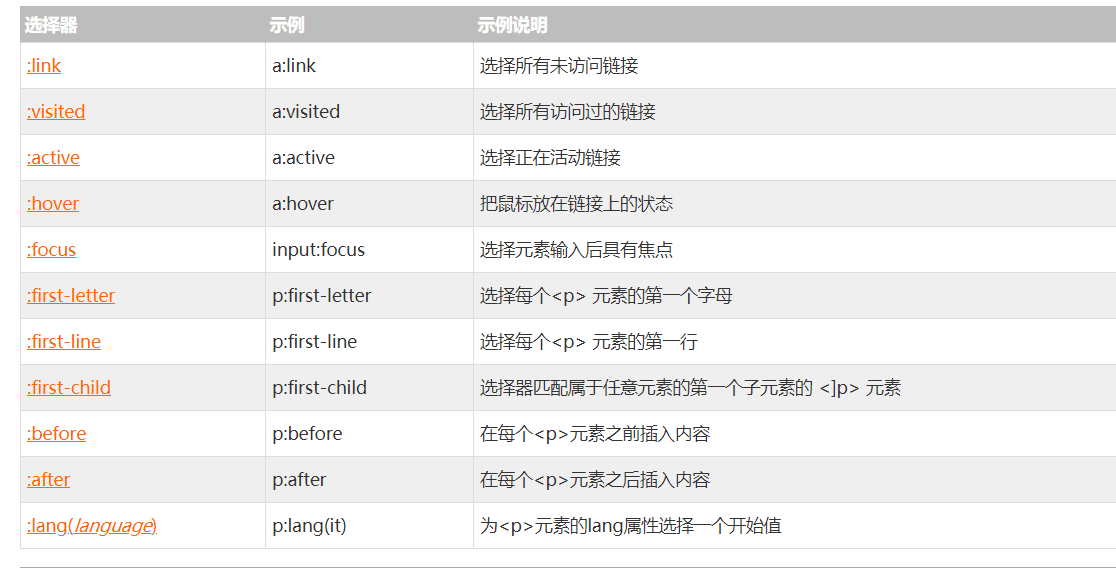 选择器 示例 示例说明
:link a:link 选择所有未访问链接
:visited a:visited 选择所有访问过的链接
:active a:active 选择正在活动链接
:hover a:hover 把鼠标放在链接上的状态
:focus input:focus 选择元素输入后具有焦点
:first-letter p:first-letter 选择每个<p> 元素的第一个字母
:first-line p:first-line 选择每个<p> 元素的第一行
:first-child p:first-child 选择器匹配属于任意元素的第一个子元素的 <]p> 元素
:before p:before 在每个<p>元素之前插入内容
:after p:after 在每个<p>元素之后插入内容
:lang(language) p:lang(it) 为<p>元素的lang属性选择一个开始值